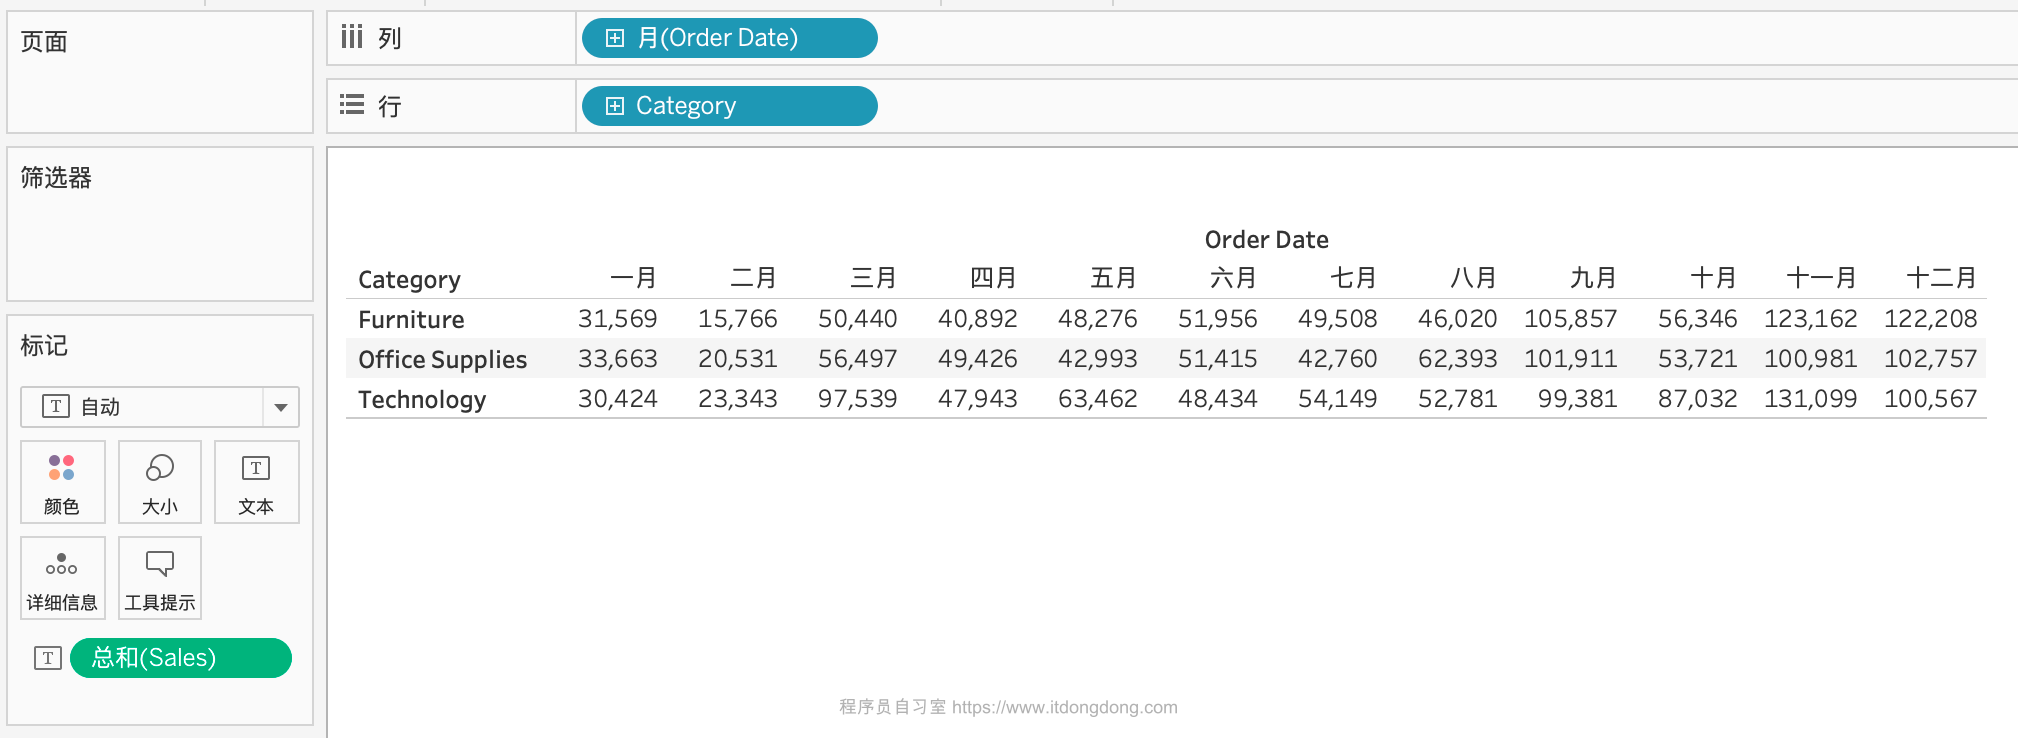 页面
列
月(Order Date)
行
Category
筛选器
标记
T 自动
颜色
大小
T
文本
详细信息
工具提示
T 总和(Sales)
Order Date
Category 一月 二月 三月 四月 五月 六月 七月 八月 九月 十月 十一月 十二月
Furniture 31,569 15,766 50,440 40,892 48,276 51,956 49,508 46,020 105,857 56,346 123,162 122,208
Office Supplies 33,663 20,531 56,497 49,426 42,993 51,415 42,760 62,393 101,911 53,721 100,981 102,757
Technology 30,424 23,343 97,539 47,943 63,462 48,434 54,149 52,781 99,381 87,032 131,099 100,567
程序员自习室 https://www.itdongdong.com